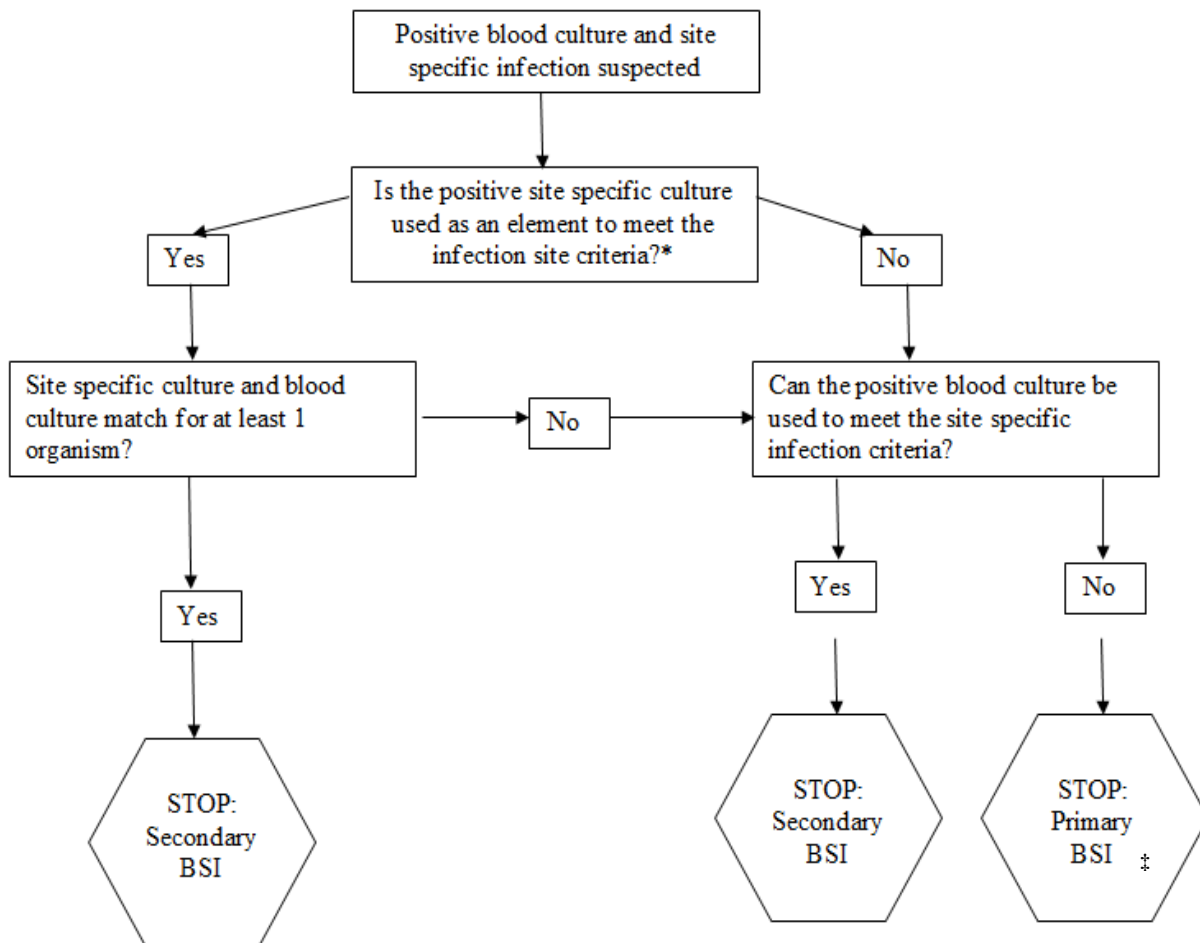 Positive blood culture and site
specific infection suspected
Is the positive site specific culture
used as an element to meet the
infection site criteria?*
Yes
No
Site specific culture and blood
culture match for at least 1
organism?
No
Can the positive blood culture be
used to meet the site specific
infection criteria?
Yes
Yes
No
STOP:
Secondary
BSI
STOP:
Secondary
BSI
STOP:
Primary
BSI ‡